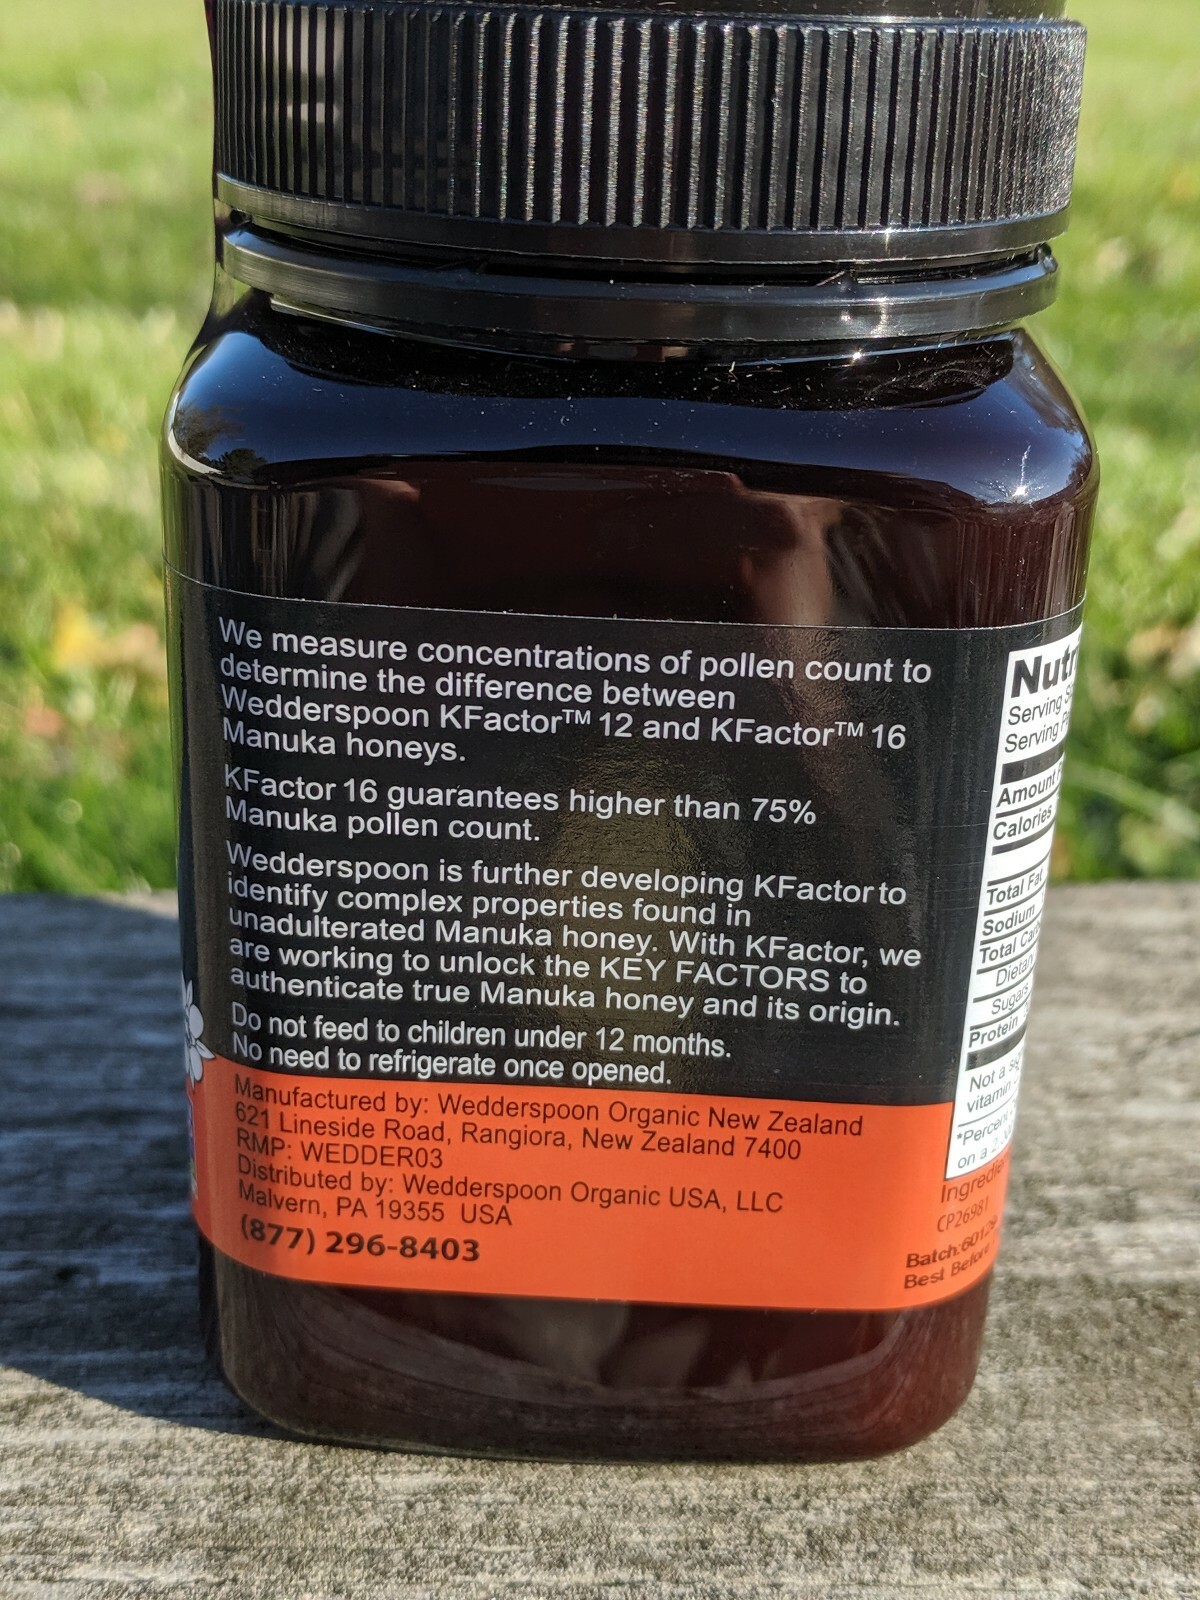 We measure concentrations of pollen count to
determine the difference between
Wedderspoon KFactor™ 12 and KFactor™ 16
Manuka honeys.
KFactor 16 guarantees higher than 75%
Manuka pollen count.
Wedderspoon is further developing KFactor to
identify complex properties found in
unadulterated Manuka honey. With KFactor, we
are working to unlock the KEY FACTORS to
authenticate true Manuka honey and its origin.
Do not feed to children under 12 months.
No need to refrigerate once opened.
Manufactured by: Wedderspoon Organic New Zealand
621 Lineside Road, Rangiora, New Zealand 7400
RMP: WEDDER03
Distributed by: Wedderspoon Organic USA, LLC
Malvern, PA 19355 USA
(877) 296-8403
Serving
Serving
Amount
Calories
Total Fat
Sodium
Total
Sugars
Protein
Not a
vitamin
*Percent
on a
CP26981
Batch:
Best Before